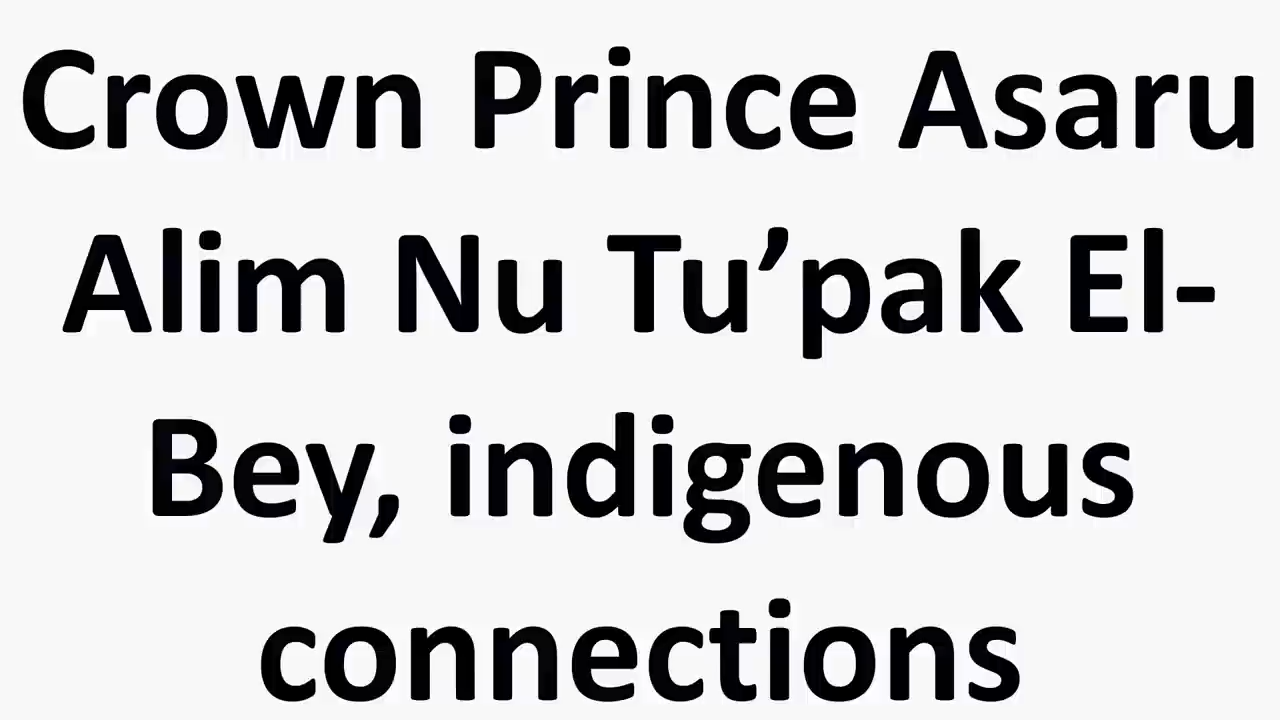 Crown Prince Asaru
Alim Nu Tu’pak El-
Bey, indigenous
connections